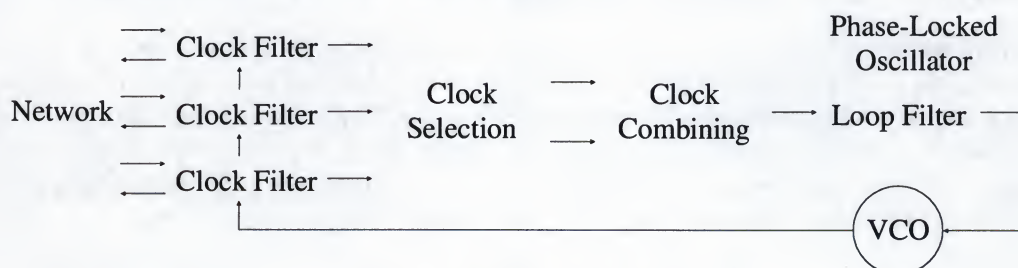 Phase-Locked
Oscillator
Clock Filter
Network
Clock Filter
Clock
Selection
Clock
Combining
Loop Filter
Clock Filter
VCO